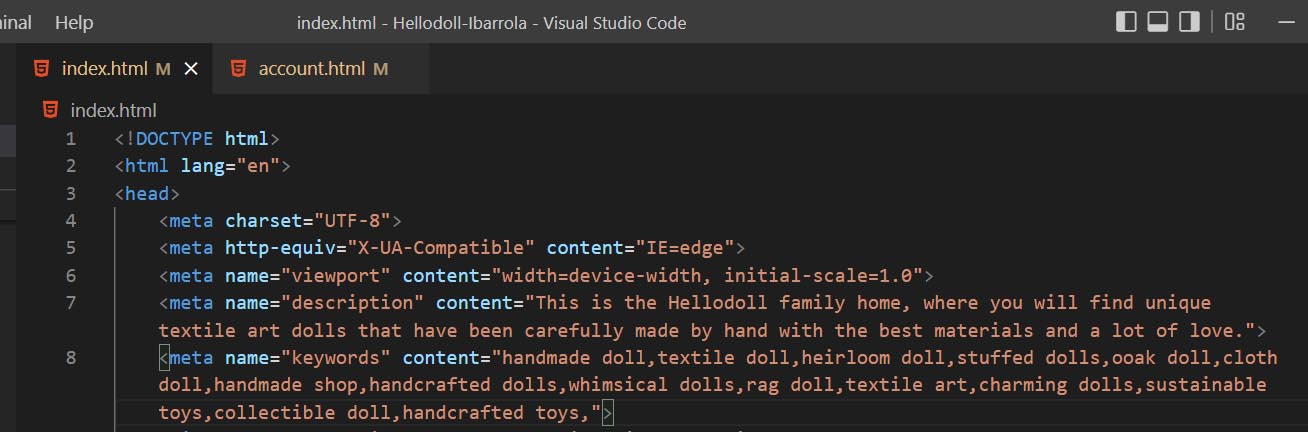 inal Help index.html - Hellodoll-Ibarrola - Visual Studio Code
index.html M account.html M
index.html
1 <!DOCTYPE html>
2 <html lang="en">
3 <head>
4 <meta charset="UTF-8">
5 <meta http-equiv="X-UA-Compatible" content="IE=edge">
6 <meta name="viewport" content="width=device-width, initial-scale=1.0">
7 <meta name="description" content="This is the Hellodoll family home, where you will find unique
textile art dolls that have been carefully made by hand with the best materials and a lot of love.">
8 <meta name="keywords" content="handmade doll,textile doll,heirloom doll,stuffed dolls,ooak doll,cloth
doll,handmade shop,handcrafted dolls,whimsical dolls,rag doll,textile art,charming dolls,sustainable
toys,collectible doll,handcrafted toys,">